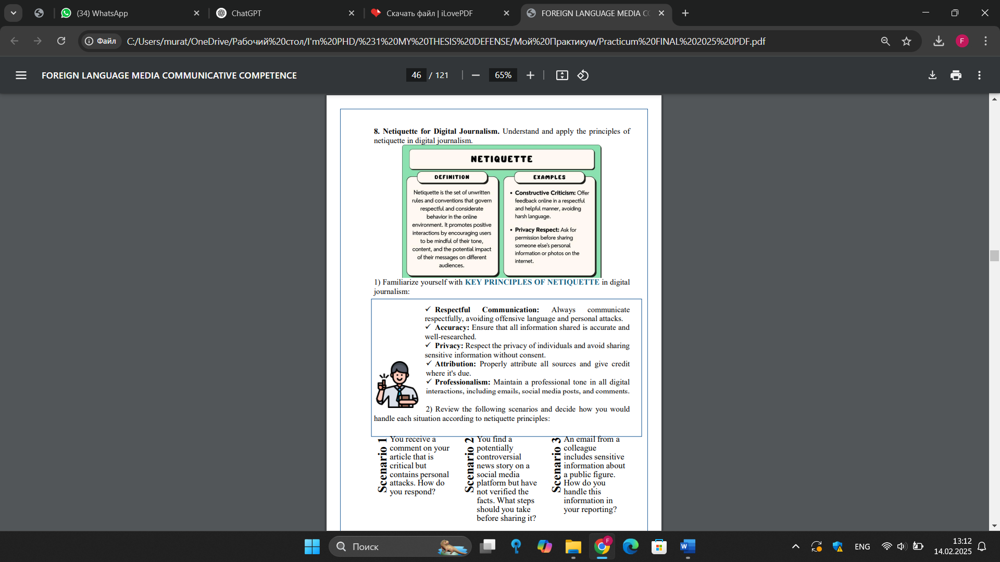 (34) WhatsApp
ChatGPT
Скачать файл | iLovePDF
FOREIGN LANGUAGE MEDIA CO
Файл
C:/Users/murat/OneDrive/Рабочий%20стол/I'm%20PHD/%231%20MY%20THESIS%20DEFENSE/Мой%20Практикум/Practicum%20FINAL%202025%20PDF.pdf
F
FOREIGN LANGUAGE MEDIA COMMUNICATIVE COMPETENCE
46 / 121
65%
8. Netiquette for Digital Journalism. Understand and apply the principles of
netiquette in digital journalism.
NETIQUETTE
DEFINITION
Netiquette is the set of unwritten
rules and conventions that govern
respectful and considerate
behavior in the online
environment. It promotes positive
interactions by encouraging users
to be mindful of their tone,
content, and the potential impact
of their messages on different
audiences.
EXAMPLES
• Constructive Criticism: Offer
feedback online in a respectful
and helpful manner, avoiding
harsh language.
• Privacy Respect: Ask for
permission before sharing
someone else's personal
information or photos on the
internet.
1) Familiarize yourself with KEY PRINCIPLES OF NETIQUETTE in digital
journalism:
✓ Respectful Communication: Always communicate
respectfully, avoiding offensive language and personal attacks.
✓ Accuracy: Ensure that all information shared is accurate and
well-researched.
✓ Privacy: Respect the privacy of individuals and avoid sharing
sensitive information without consent.
✓ Attribution: Properly attribute all sources and give credit
where it's due.
✓ Professionalism: Maintain a professional tone in all digital
interactions, including emails, social media posts, and comments.
2) Review the following scenarios and decide how you would
handle each situation according to netiquette principles:
Scenario 1
You receive a
comment on your
article that is
critical but
contains personal
attacks. How do
you respond?
Scenario 2
You find a
potentially
controversial
news story on a
social media
platform but have
not verified the
facts. What steps
should you take
before sharing it?
Scenario 3
An email from a
colleague
includes sensitive
information about
a public figure.
How do you
handle this
information in
your reporting?
Поиск
F
W
ENG
13:12
14.02.2025